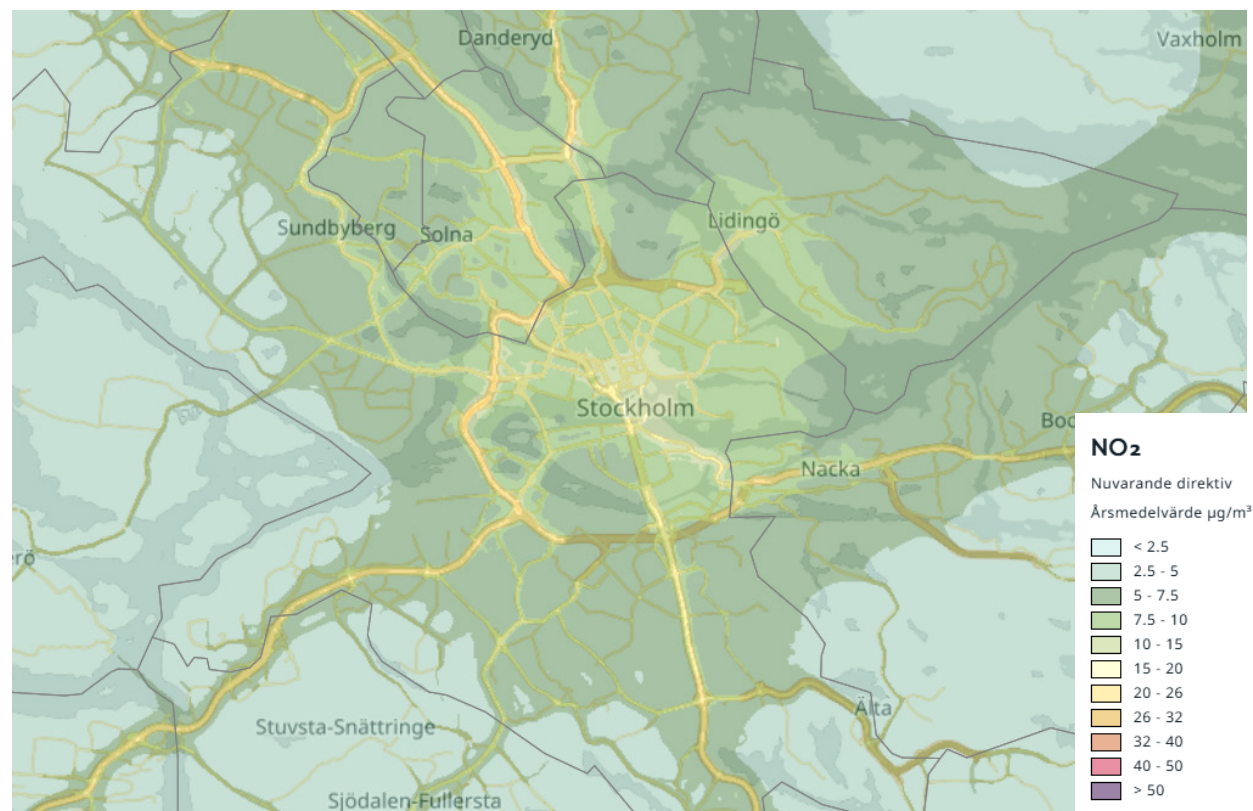 Danderyd
Vaxholm
Lidingö
Sundbyberg
Solna
Stockholm
Boo
Nacka
rö
Älta
Stuvsta-Snättringe
Sjödalen-Fullersta
NO2
Nuvarande direktiv
Årsmedelvärde µg/m³
< 2.5
2.5 - 5
5 - 7.5
7.5 - 10
10 - 15
15 - 20
20 - 26
26 - 32
32 - 40
40 - 50
> 50